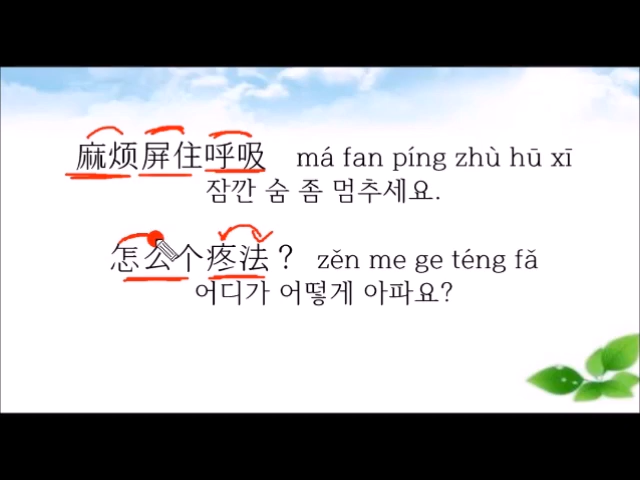 麻烦屏住呼吸 má fan píng zhù hū xī
잠깐 숨 좀 멈추세요.
怎么个疼法？ zěn me ge téng fǎ
어디가 어떻게 아파요?